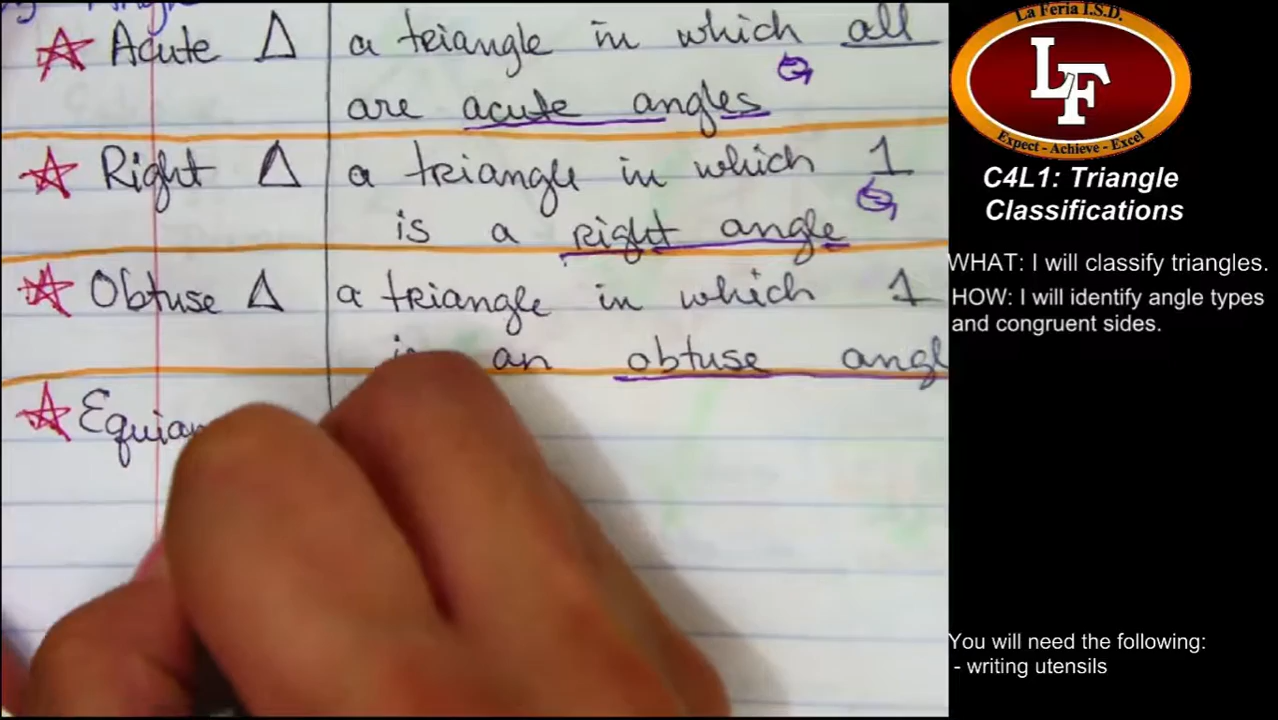 Acute Δ a triangle in which all
are acute angles
Right Δ a triangle in which 1
is a right angle
Obtuse Δ a triangle in which 1
is an obtuse angl
Equian
La Feria I.S.D.
LF
Expect - Achieve - Excel
C4L1: Triangle
Classifications
WHAT: I will classify triangles.
HOW: I will identify angle types
and congruent sides.
You will need the following:
- writing utensils